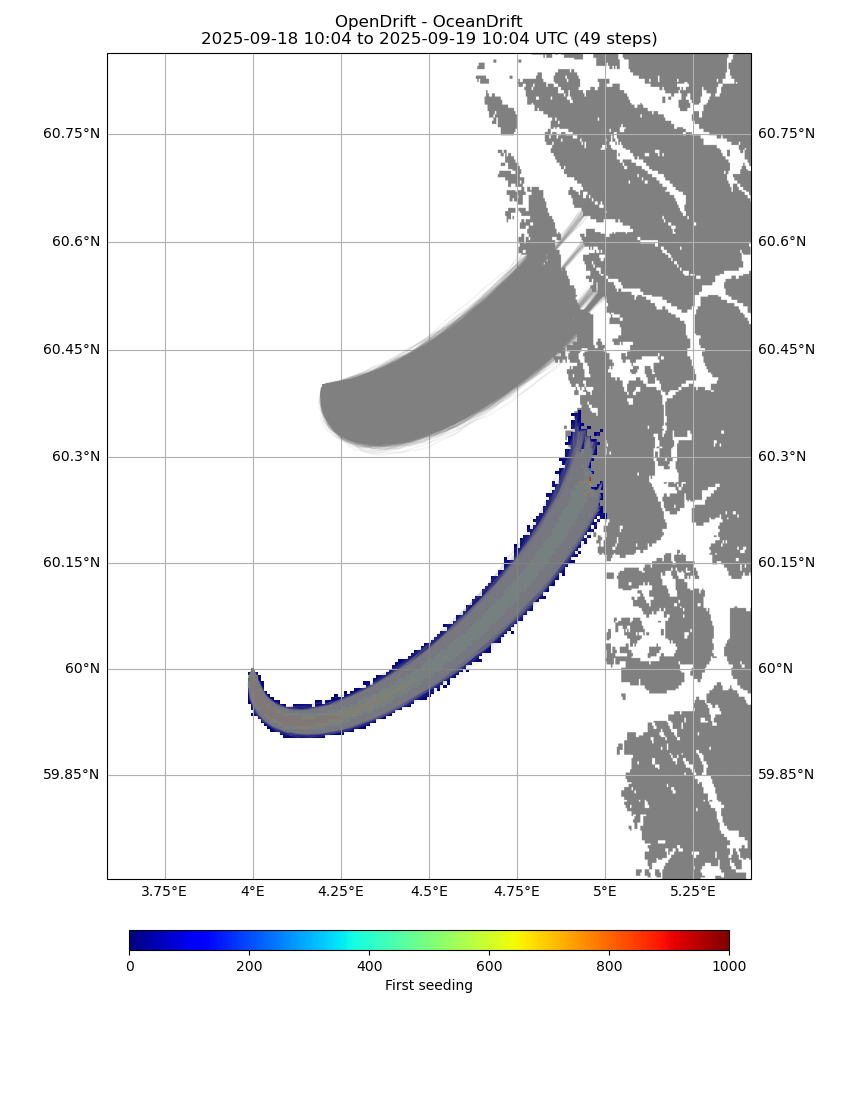 OpenDrift - OceanDrift
2025-09-18 10:04 to 2025-09-19 10:04 UTC (49 steps)
60.75°N 60.75°N
60.6°N 60.6°N
60.45°N 60.45°N
60.3°N 60.3°N
60.15°N 60.15°N
60°N 60°N
59.85°N 59.85°N
3.75°E 4°E 4.25°E 4.5°E 4.75°E 5°E 5.25°E
0 200 400 600 800 1000
First seeding